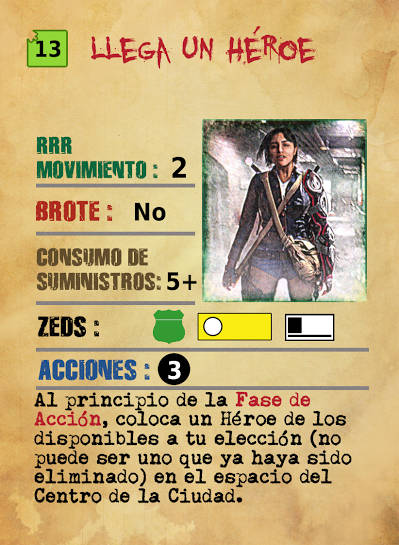 13 LLEGA UN HÉROE
RRR
MOVIMIENTO : 2
BROTE : No
CONSUMO DE
SUMINISTROS: 5+
ZEDS :
ACCIONES : 3
Al principio de la Fase de
Acción, coloca un Héroe de los
disponibles a tu elección (no
puede ser uno que ya haya sido
eliminado) en el espacio del
Centro de la Ciudad.